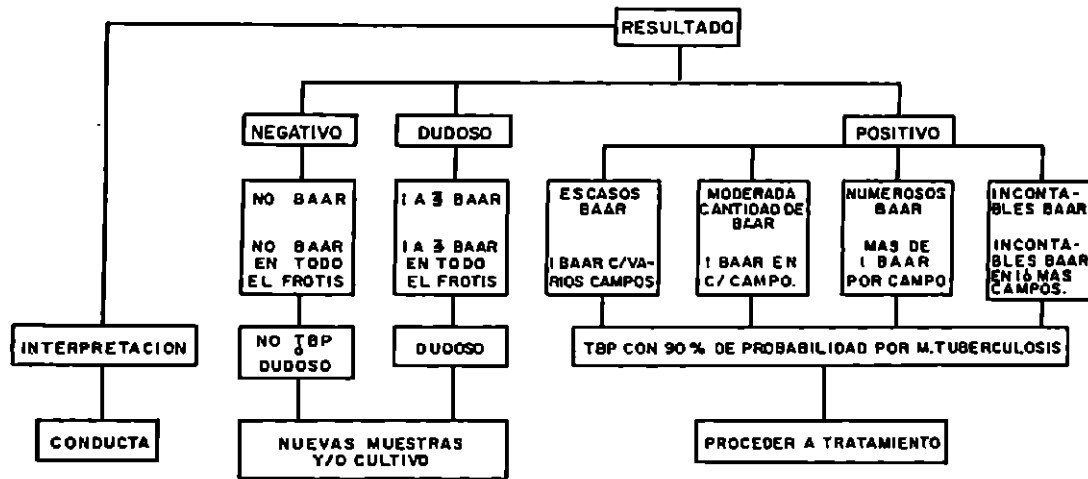 RESULTADO
NEGATIVO
DUDOSO
POSITIVO
NO BAAR
NO BAAR
EN TODO
EL FROTIS
1 A 3 BAAR
1 A 3 BAAR
EN TODO
EL FROTIS
ESCASOS
BAAR
1 BAAR C/VA-
RIOS CAMPOS
MODERADA
CANTIDAD DE
BAAR
1 BAAR EN
C/ CAMPO.
NUMEROSOS
BAAR
MAS DE
1 BAAR
POR CAMPO
INCONTA-
BLES BAAR
INCONTA-
BLES BAAR
EN 1 ó MAS
CAMPOS.
INTERPRETACION
NO TBP
ó
DUDOSO
DUDOSO
TBP CON 90 % DE PROBABILIDAD POR M.TUBERCULOSIS
CONDUCTA
NUEVAS MUESTRAS
Y/O CULTIVO
PROCEDER A TRATAMIENTO